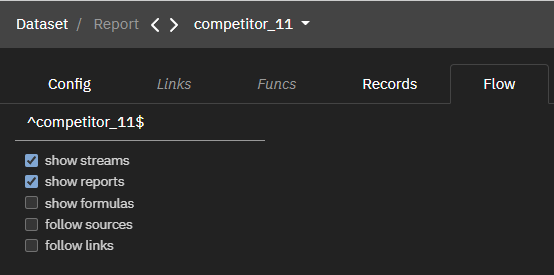 Dataset / Report < > competitor_11
Config Links Funcs Records Flow
^competitor_11$
show streams
show reports
show formulas
follow sources
follow links